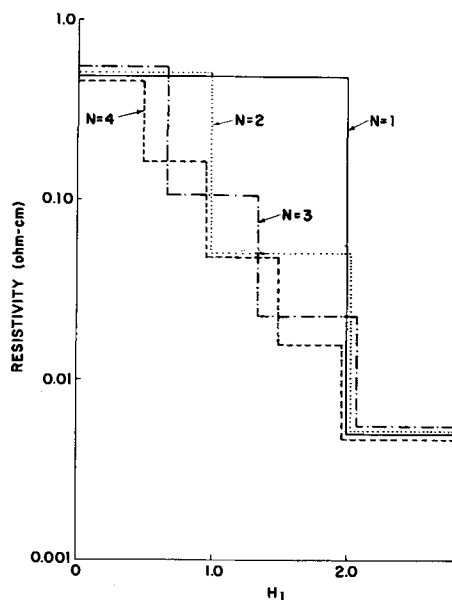 1.0
N=4
N=2
N=1
0.10
N=3
RESISTIVITY (ohm-cm)
0.01
0.001
0
1.0
2.0
H₁